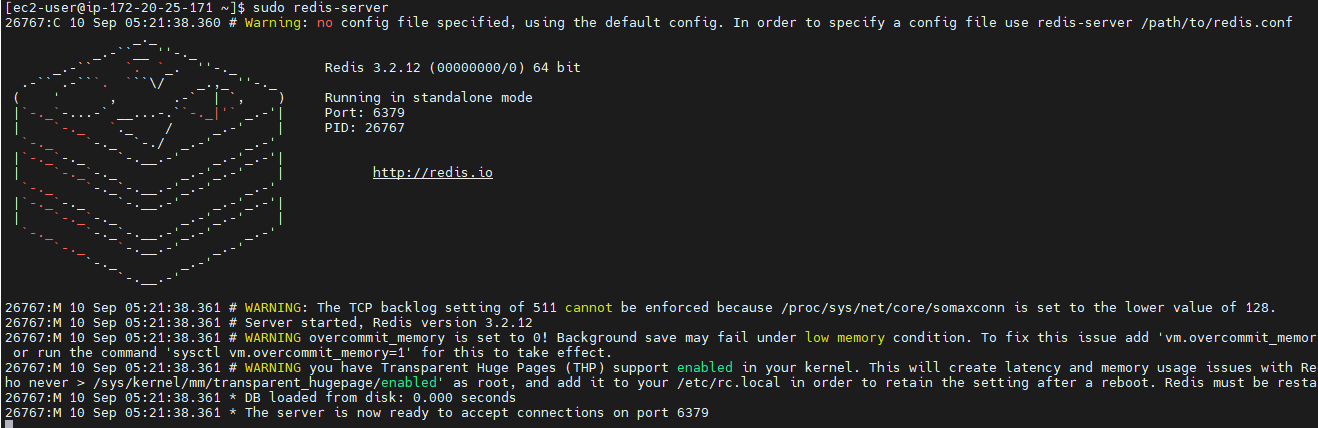 [ec2-user@ip-172-20-25-171 ~]$ sudo redis-server
26767:C 10 Sep 05:21:38.360 # Warning: no config file specified, using the default config. In order to specify a config file use redis-server /path/to/redis.conf
Redis 3.2.12 (00000000/0) 64 bit
Running in standalone mode
Port: 6379
PID: 26767
http://redis.io
26767:M 10 Sep 05:21:38.361 # WARNING: The TCP backlog setting of 511 cannot be enforced because /proc/sys/net/core/somaxconn is set to the lower value of 128.
26767:M 10 Sep 05:21:38.361 # Server started, Redis version 3.2.12
26767:M 10 Sep 05:21:38.361 # WARNING overcommit_memory is set to 0! Background save may fail under low memory condition. To fix this issue add 'vm.overcommit_memor
or run the command 'sysctl vm.overcommit_memory=1' for this to take effect.
26767:M 10 Sep 05:21:38.361 # WARNING you have Transparent Huge Pages (THP) support enabled in your kernel. This will create latency and memory usage issues with Re
ho never > /sys/kernel/mm/transparent_hugepage/enabled' as root, and add it to your /etc/rc.local in order to retain the setting after a reboot. Redis must be resta
26767:M 10 Sep 05:21:38.361 * DB loaded from disk: 0.000 seconds
26767:M 10 Sep 05:21:38.361 * The server is now ready to accept connections on port 6379